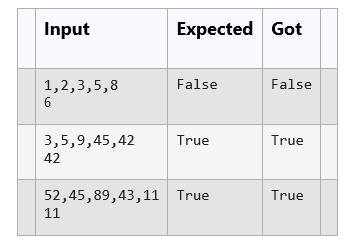 Input Expected Got
1,2,3,5,8 False False
6
3,5,9,45,42 True True
42
52,45,89,43,11 True True
11